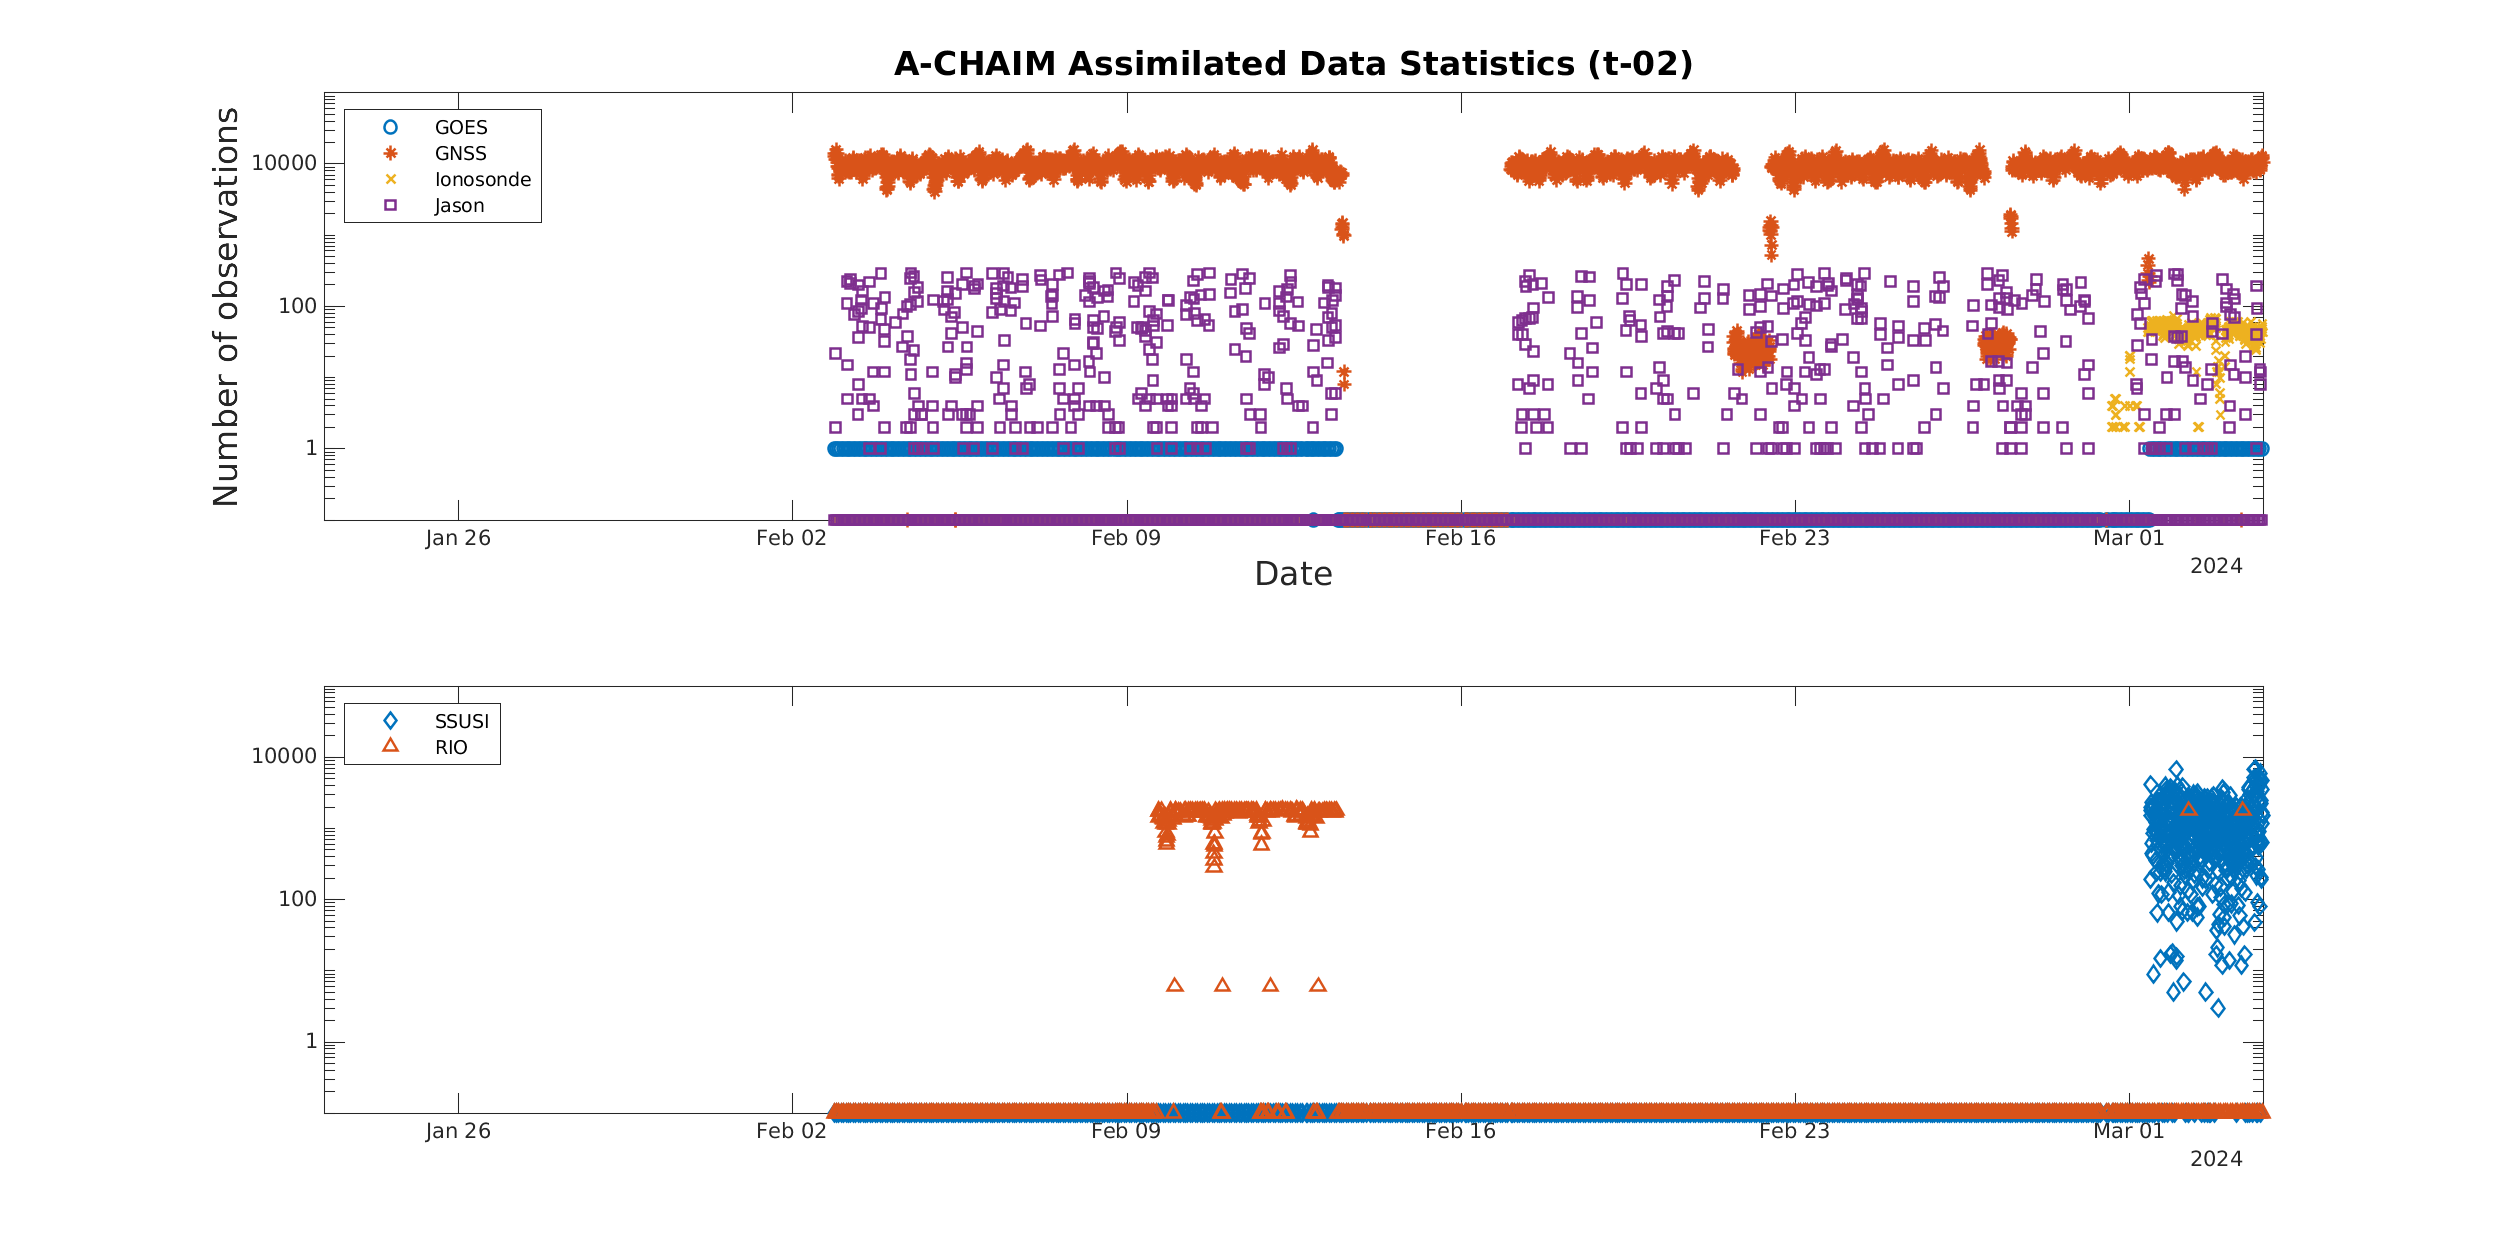 A-CHAIM Assimilated Data Statistics (t-02)
Number of observations
GOES
GNSS
Ionosonde
Jason
10000
100
1
Jan 26
Feb 02
Feb 09
Feb 16
Feb 23
Mar 01
2024
Date
SSUSI
RIO
10000
100
1
Jan 26
Feb 02
Feb 09
Feb 16
Feb 23
Mar 01
2024